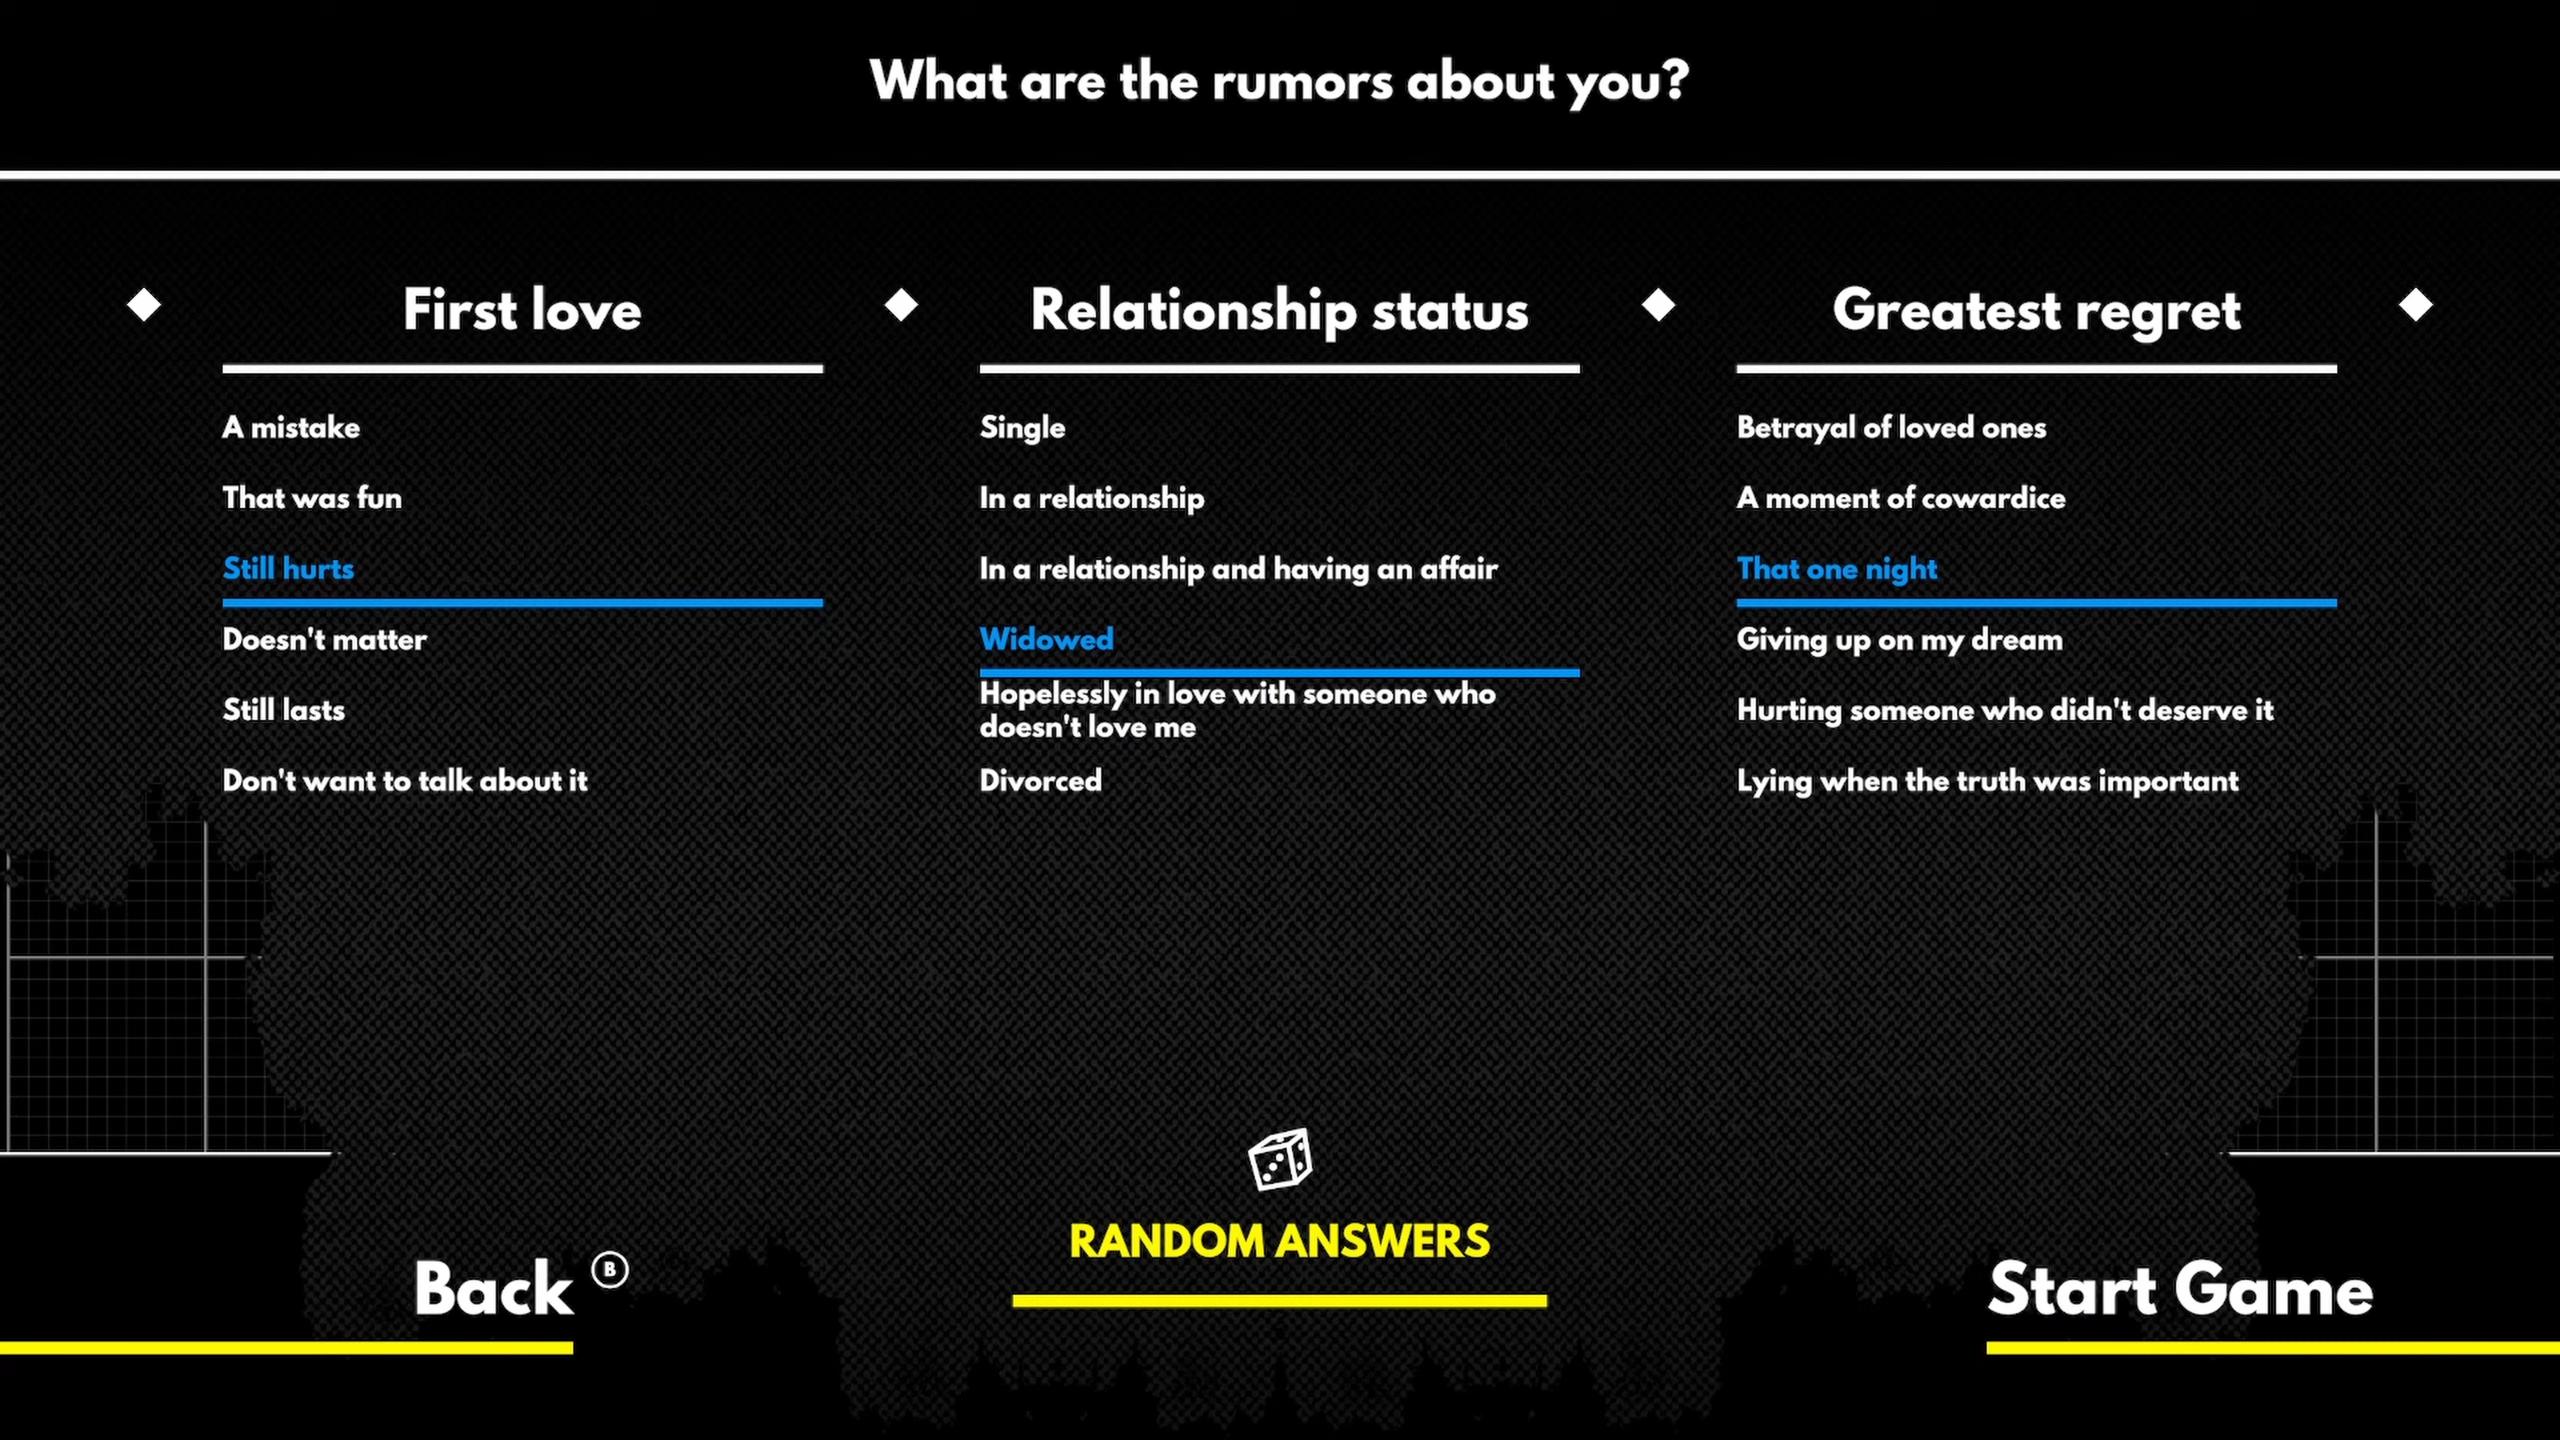 What are the rumors about you?
First love
A mistake
That was fun
Still hurts
Doesn't matter
Still lasts
Don't want to talk about it
Relationship status
Single
In a relationship
In a relationship and having an affair
Widowed
Hopelessly in love with someone who
doesn't love me
Divorced
Greatest regret
Betrayal of loved ones
A moment of cowardice
That one night
Giving up on my dream
Hurting someone who didn't deserve it
Lying when the truth was important
RANDOM ANSWERS
Back B
Start Game